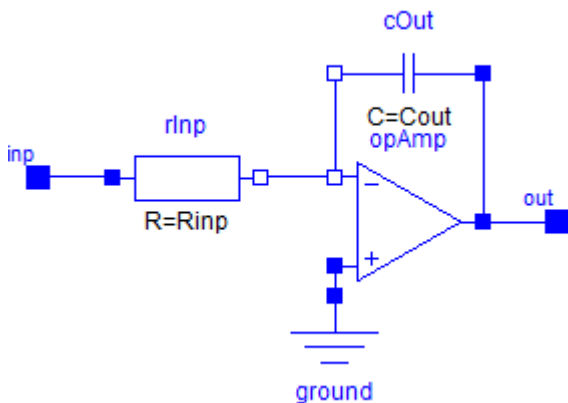 cOut
C=Cout
opAmp
rInp
inp
R=Rinp
−
+
out
ground